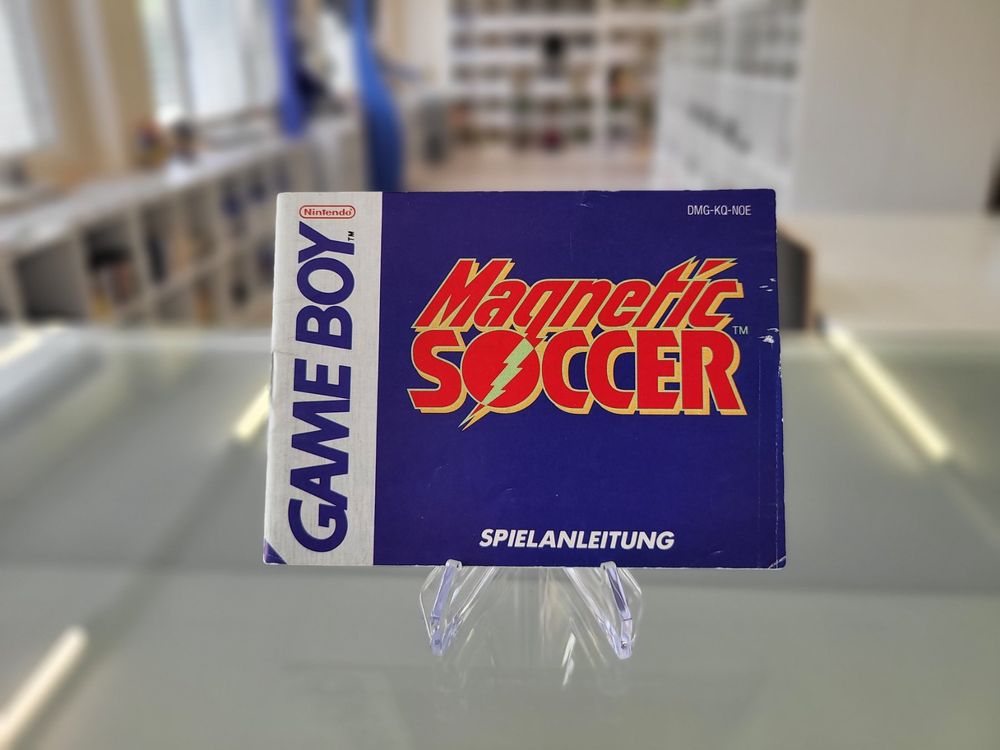 Nintendo
GAME BOY™
DMG-KQ-NOE
Magnetic
SOCCER™
SPIELANLEITUNG